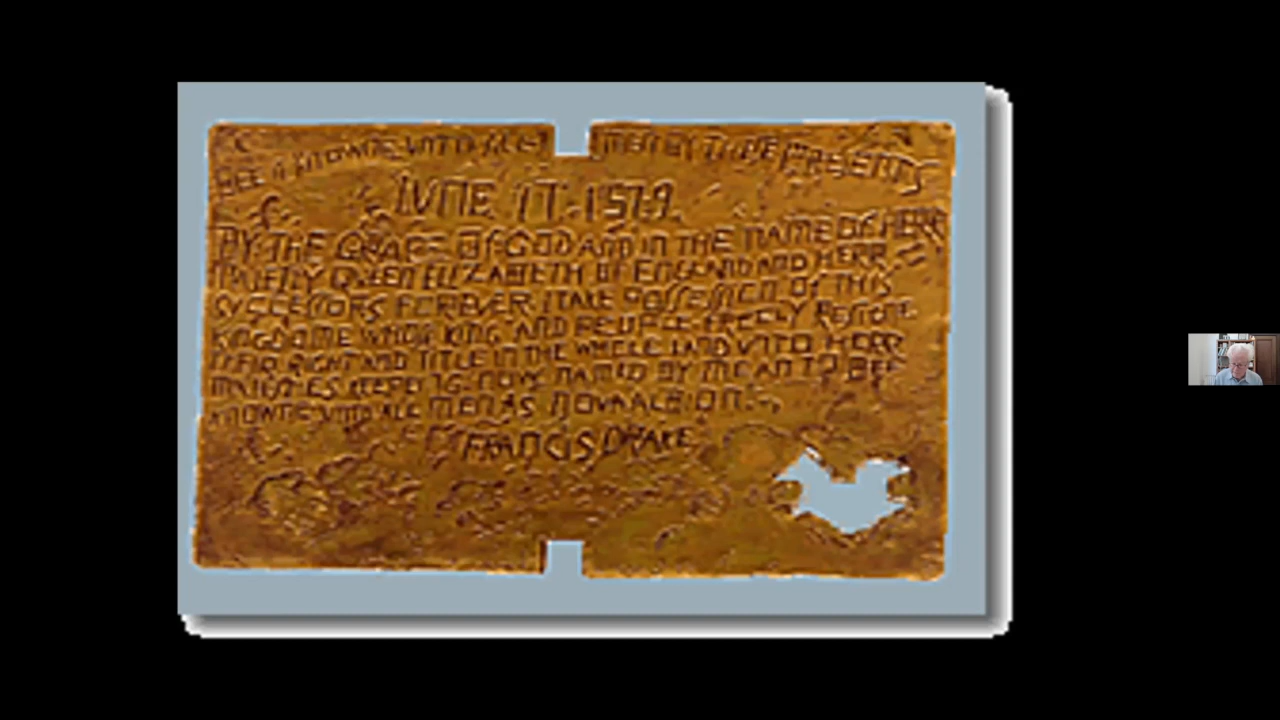 BEE IT KNOWNE VNTO ALL MEN BY THESE PRESENTS
IVNE 17 1579
BY THE GRACE OF GOD AND IN THE NAME OF HERR
MAIESTY QVEEN ELIZABETH OF ENGLAND AND HERR
SVCCESSORS FOREVER I TAKE POSSESSION OF THIS
KINGDOME WHOSE KING AND PEOPLE FREELY RESIGNE
THEIR RIGHT AND TITLE IN THE WHOLE LAND VNTO HERR
MAIESTIES KEEPEING NOW NAMED BY ME AN TO BEE
KNOWNE VNTO ALL MEN AS NOVA ALBION.
FRANCIS DRAKE